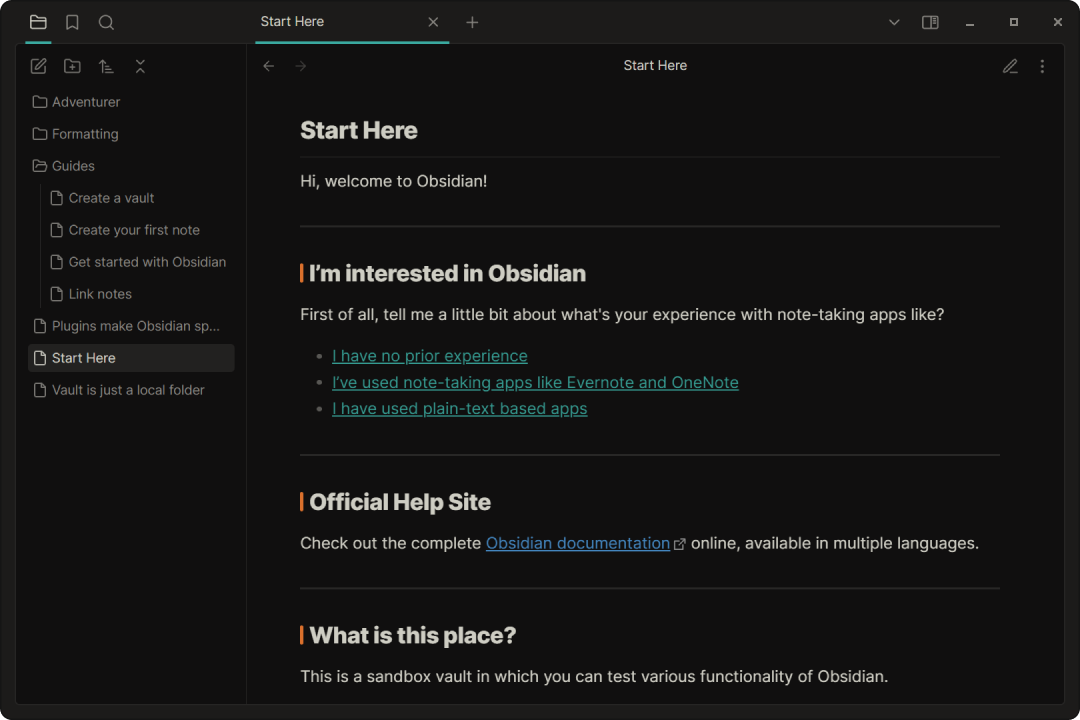 Start Here
Start Here
Adventurer
Formatting
Guides
Create a vault
Create your first note
Get started with Obsidian
Link notes
Plugins make Obsidian sp...
Start Here
Vault is just a local folder
Start Here
Hi, welcome to Obsidian!
I’m interested in Obsidian
First of all, tell me a little bit about what's your experience with note-taking apps like?
I have no prior experience
I’ve used note-taking apps like Evernote and OneNote
I have used plain-text based apps
Official Help Site
Check out the complete Obsidian documentation online, available in multiple languages.
What is this place?
This is a sandbox vault in which you can test various functionality of Obsidian.